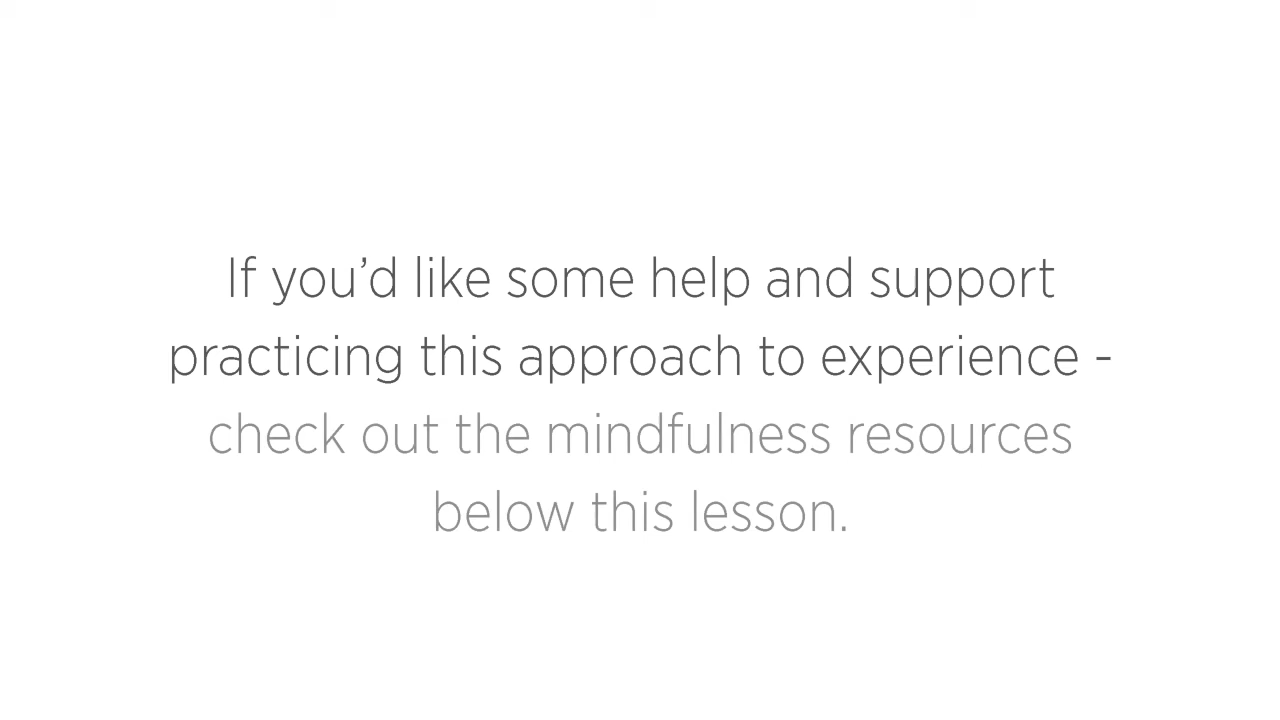 If you’d like some help and support
practicing this approach to experience -
check out the mindfulness resources
below this lesson.